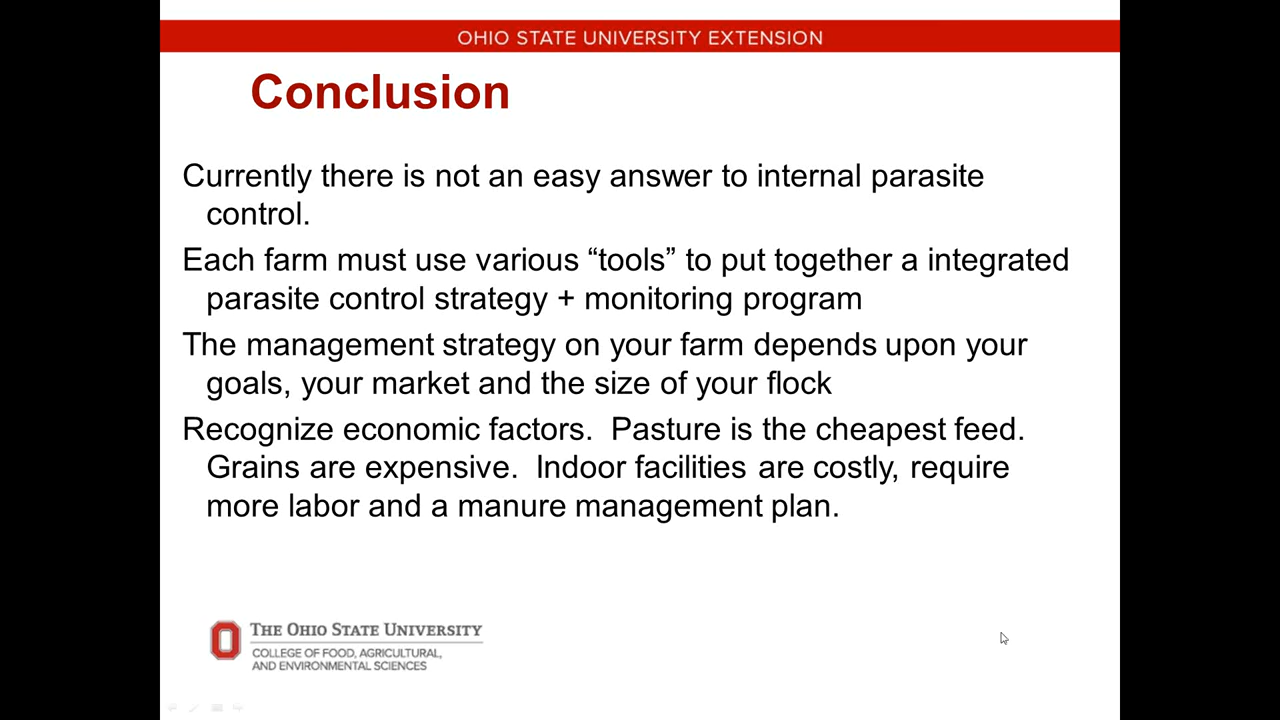 OHIO STATE UNIVERSITY EXTENSION
Conclusion
Currently there is not an easy answer to internal parasite
control.
Each farm must use various “tools” to put together a integrated
parasite control strategy + monitoring program
The management strategy on your farm depends upon your
goals, your market and the size of your flock
Recognize economic factors.  Pasture is the cheapest feed.
Grains are expensive.  Indoor facilities are costly, require
more labor and a manure management plan.
THE OHIO STATE UNIVERSITY
COLLEGE OF FOOD, AGRICULTURAL,
AND ENVIRONMENTAL SCIENCES